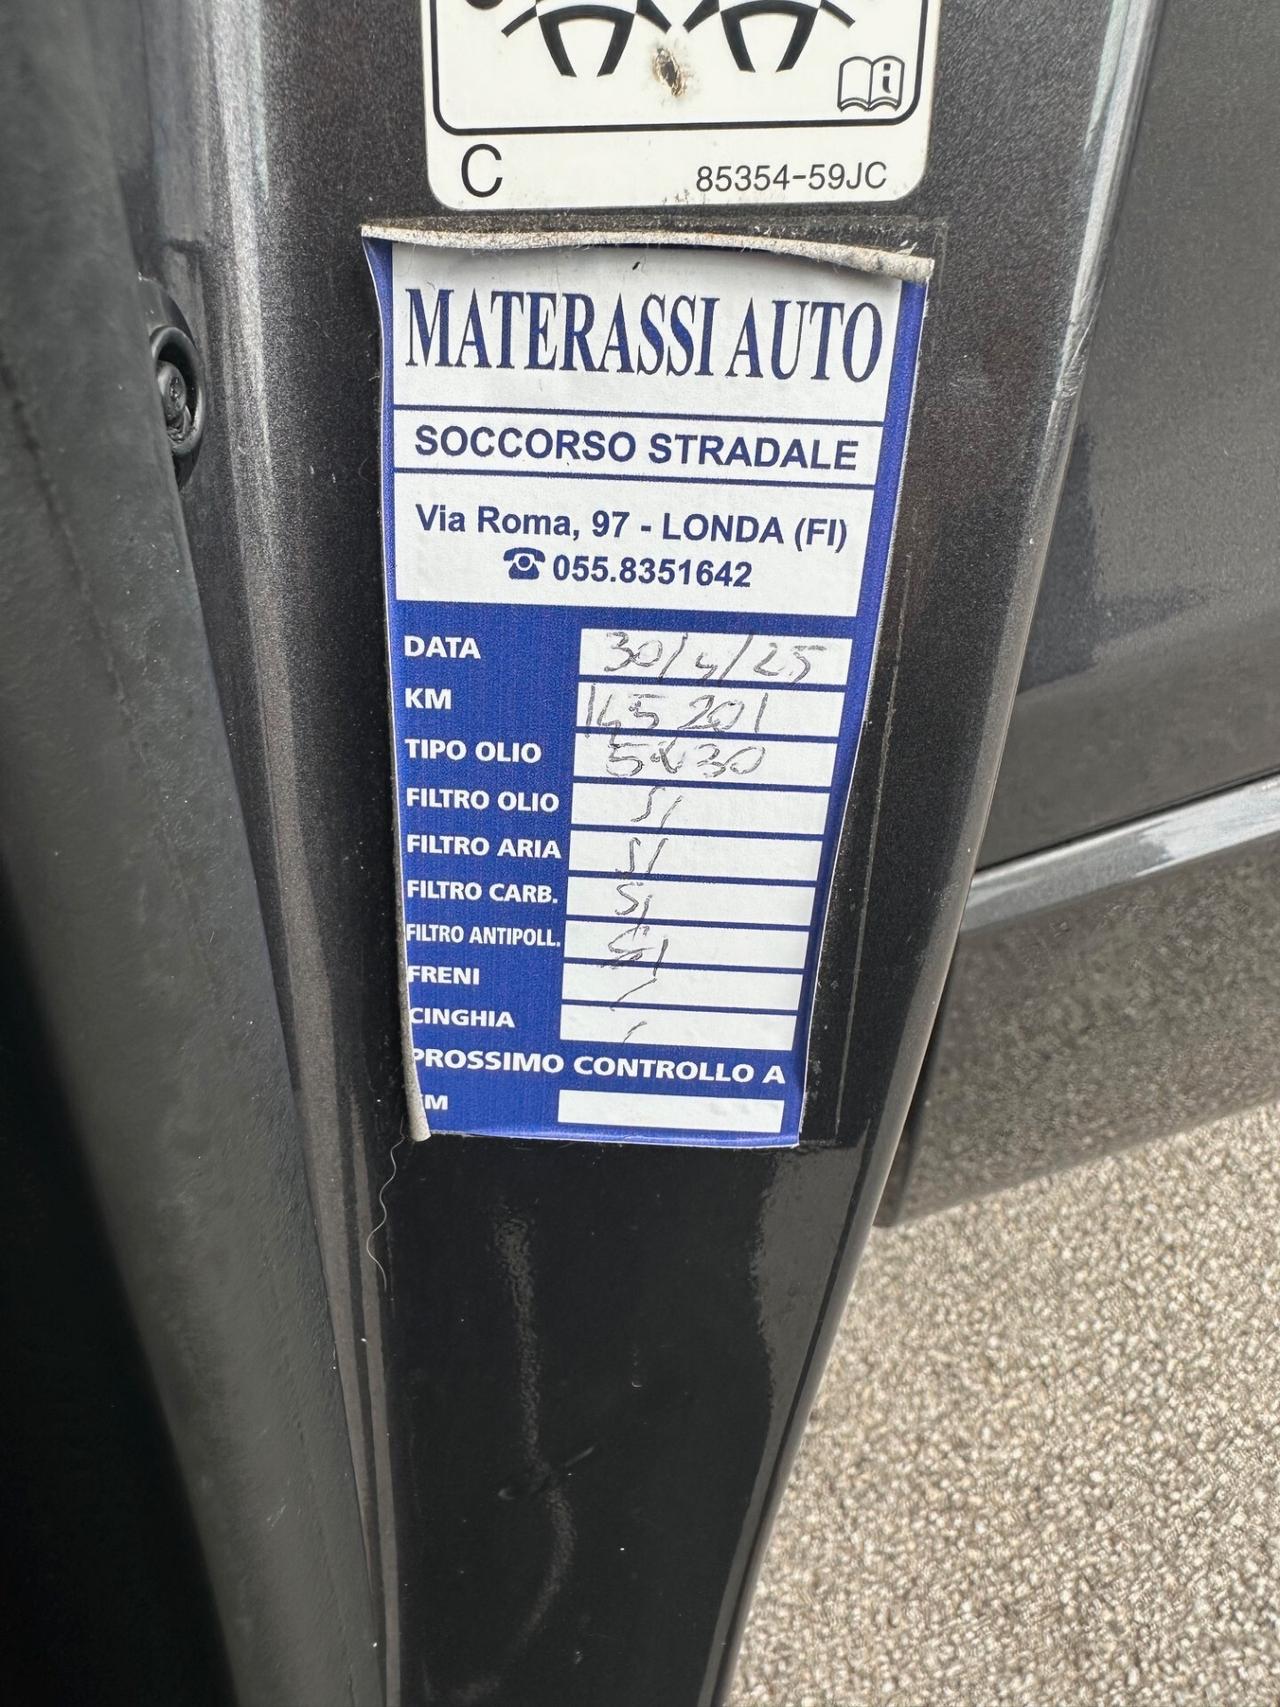 i
C 85354-59JC
MATERASSI AUTO
SOCCORSO STRADALE
Via Roma, 97 - LONDA (FI)
☎ 055.8351642
DATA 30/4/25
KM 145 201
TIPO OLIO 5W30
FILTRO OLIO SI
FILTRO ARIA SI
FILTRO CARB. SI
FILTRO ANTIPOLL. SI
FRENI /
CINGHIA /
PROSSIMO CONTROLLO A
KM